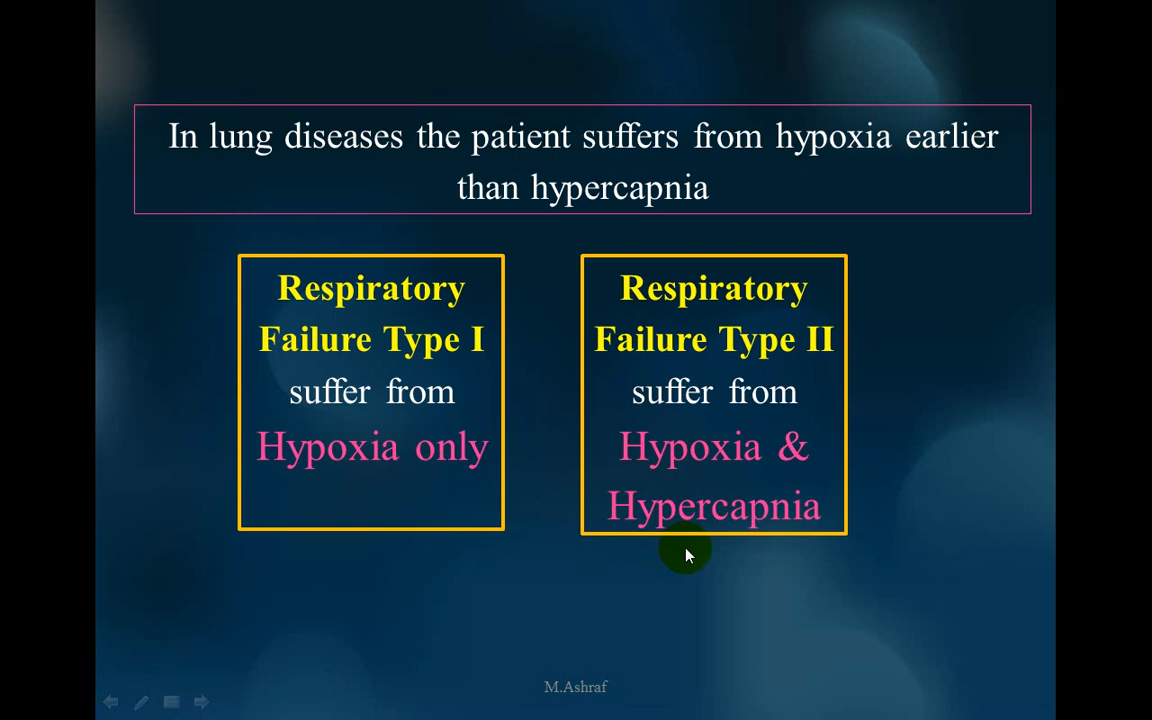 In lung diseases the patient suffers from hypoxia earlier
than hypercapnia
Respiratory
Failure Type I
suffer from
Hypoxia only
Respiratory
Failure Type II
suffer from
Hypoxia &
Hypercapnia
M.Ashraf